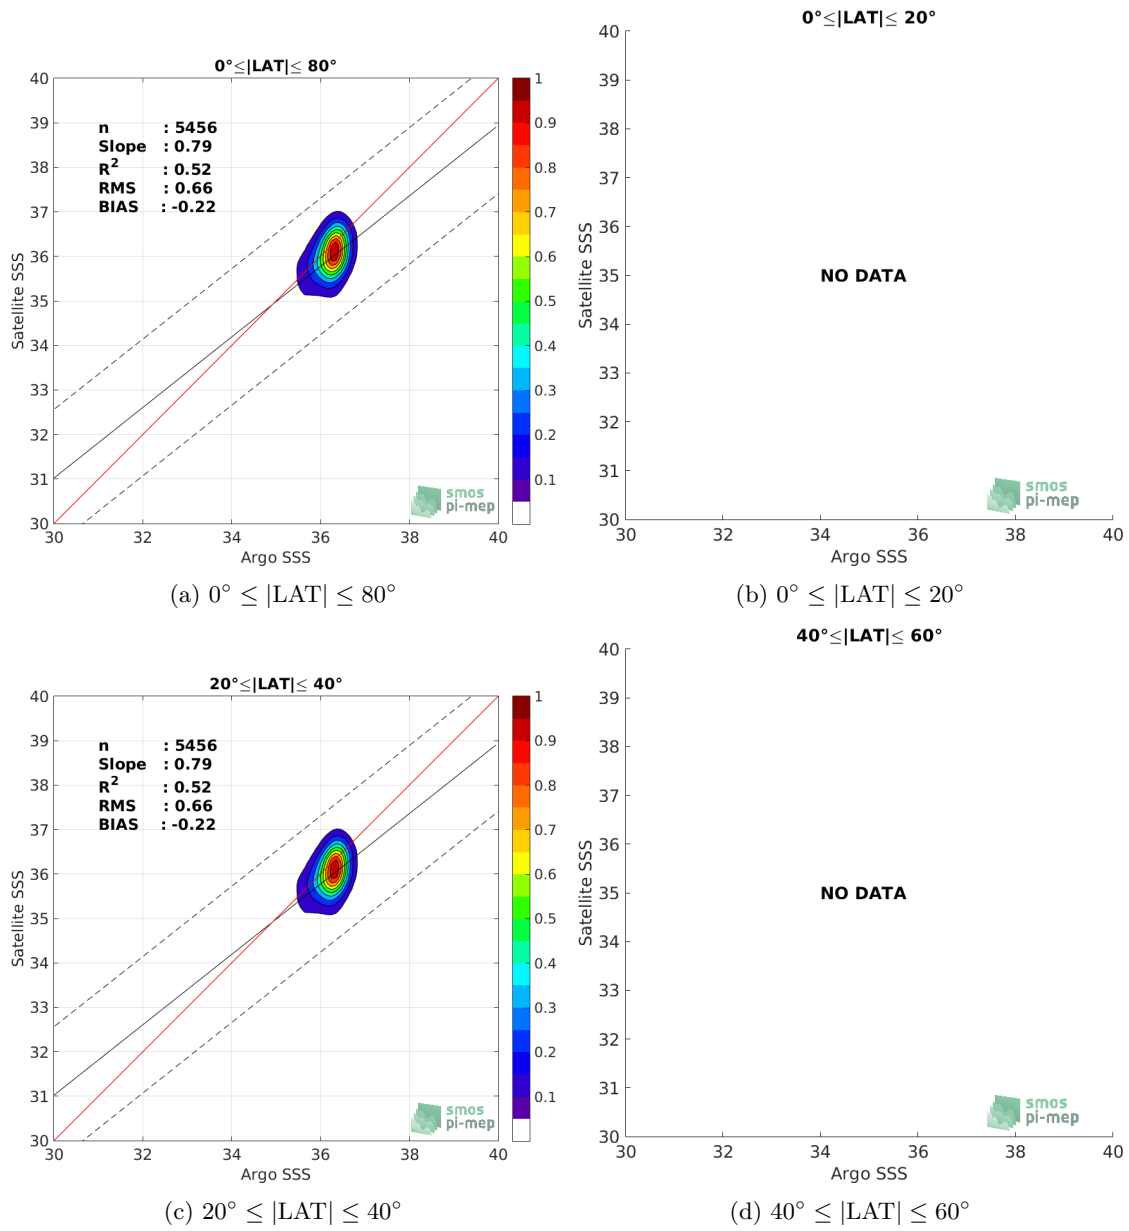 0°≤|LAT|≤ 80°
40
39
38
37
36
35
34
33
32
31
30
Satellite SSS
n : 5456
Slope : 0.79
R2 : 0.52
RMS : 0.66
BIAS : -0.22
smos
pi-mep
30 32 34 36 38 40
Argo SSS
1
0.9
0.8
0.7
0.6
0.5
0.4
0.3
0.2
0.1
(a) 0° ≤ |LAT| ≤ 80°
0°≤|LAT|≤ 20°
40
39
38
37
36
35
34
33
32
31
30
Satellite SSS
NO DATA
smos
pi-mep
30 32 34 36 38 40
Argo SSS
(b) 0° ≤ |LAT| ≤ 20°
20°≤|LAT|≤ 40°
40
39
38
37
36
35
34
33
32
31
30
Satellite SSS
n : 5456
Slope : 0.79
R2 : 0.52
RMS : 0.66
BIAS : -0.22
smos
pi-mep
30 32 34 36 38 40
Argo SSS
1
0.9
0.8
0.7
0.6
0.5
0.4
0.3
0.2
0.1
(c) 20° ≤ |LAT| ≤ 40°
40°≤|LAT|≤ 60°
40
39
38
37
36
35
34
33
32
31
30
Satellite SSS
NO DATA
smos
pi-mep
30 32 34 36 38 40
Argo SSS
(d) 40° ≤ |LAT| ≤ 60°